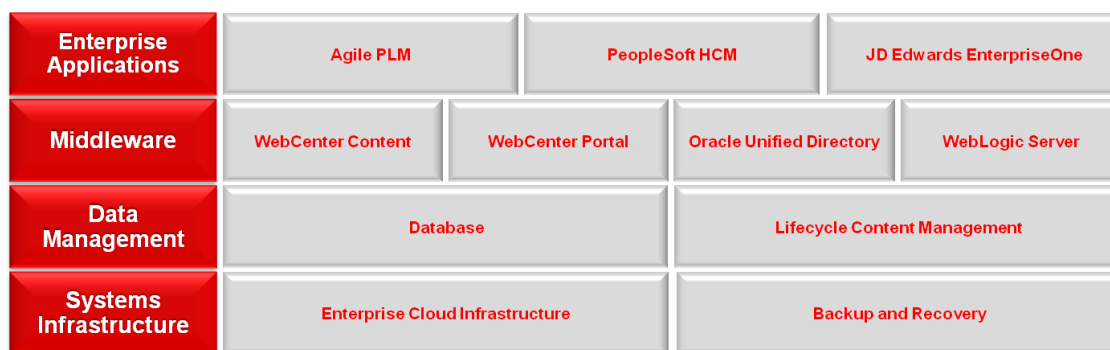 Enterprise
Applications
Agile PLM
PeopleSoft HCM
JD Edwards EnterpriseOne
Middleware
WebCenter Content
WebCenter Portal
Oracle Unified Directory
WebLogic Server
Data
Management
Database
Lifecycle Content Management
Systems
Infrastructure
Enterprise Cloud Infrastructure
Backup and Recovery